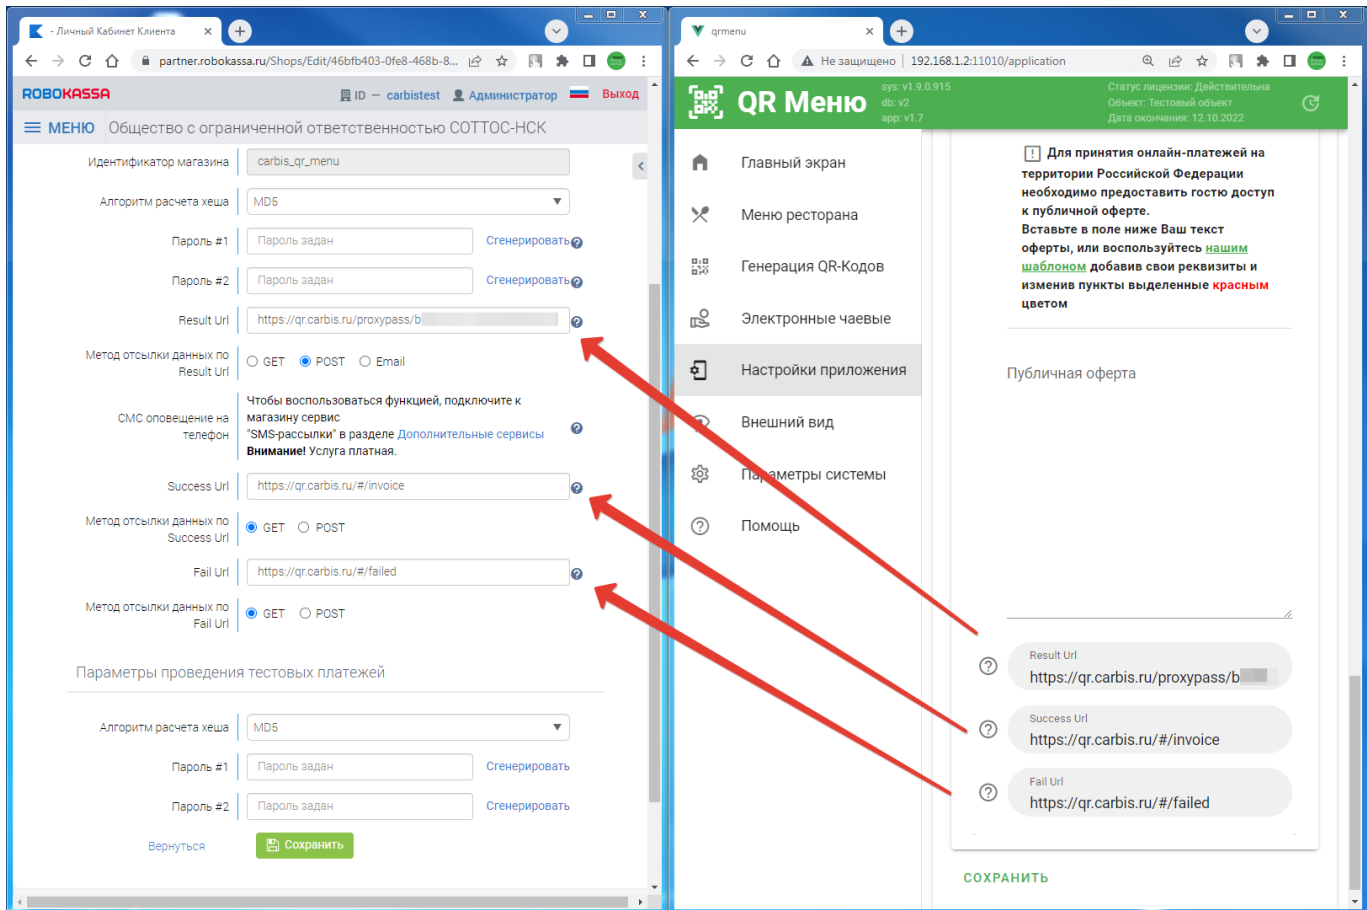 - Личный Кабинет Клиента
partner.robokassa.ru/Shops/Edit/46bfb403-0fe8-468b-8...
ROBOKASSA
ID – carbistest
Администратор
Выход
МЕНЮ
Общество с ограниченной ответственностью СОТТОС-НСК
Идентификатор магазина
carbis_qr_menu
Алгоритм расчета хеша
MD5
Пароль #1
Пароль задан
Сгенерировать
Пароль #2
Пароль задан
Сгенерировать
Result Url
https://qr.carbis.ru/proxypass/b
Метод отсылки данных по
Result Url
GET
POST
Email
СМС оповещение на
телефон
Чтобы воспользоваться функцией, подключите к
магазину сервис
"SMS-рассылки" в разделе Дополнительные сервисы
Внимание! Услуга платная.
Success Url
https://qr.carbis.ru/#/invoice
Метод отсылки данных по
Success Url
GET
POST
Fail Url
https://qr.carbis.ru/#/failed
Метод отсылки данных по
Fail Url
GET
POST
Параметры проведения тестовых платежей
Алгоритм расчета хеша
MD5
Пароль #1
Пароль задан
Сгенерировать
Пароль #2
Пароль задан
Сгенерировать
Вернуться
Сохранить
qrmenu
Не защищено
192.168.1.2:11010/application
QR Меню
sys: v1.9.0.915
db: v2
app: v1.7
Статус лицензии: Действительна
Объект: Тестовый объект
Дата окончания: 12.10.2022
Главный экран
Меню ресторана
Генерация QR-Кодов
Электронные чаевые
Настройки приложения
Внешний вид
Параметры системы
Помощь
Для принятия онлайн-платежей на
территории Российской Федерации
необходимо предоставить гостю доступ
к публичной оферте.
Вставьте в поле ниже Ваш текст
оферты, или воспользуйтесь нашим
шаблоном добавив свои реквизиты и
изменив пункты выделенные красным
цветом
Публичная оферта
Result Url
https://qr.carbis.ru/proxypass/b
Success Url
https://qr.carbis.ru/#/invoice
Fail Url
https://qr.carbis.ru/#/failed
СОХРАНИТЬ